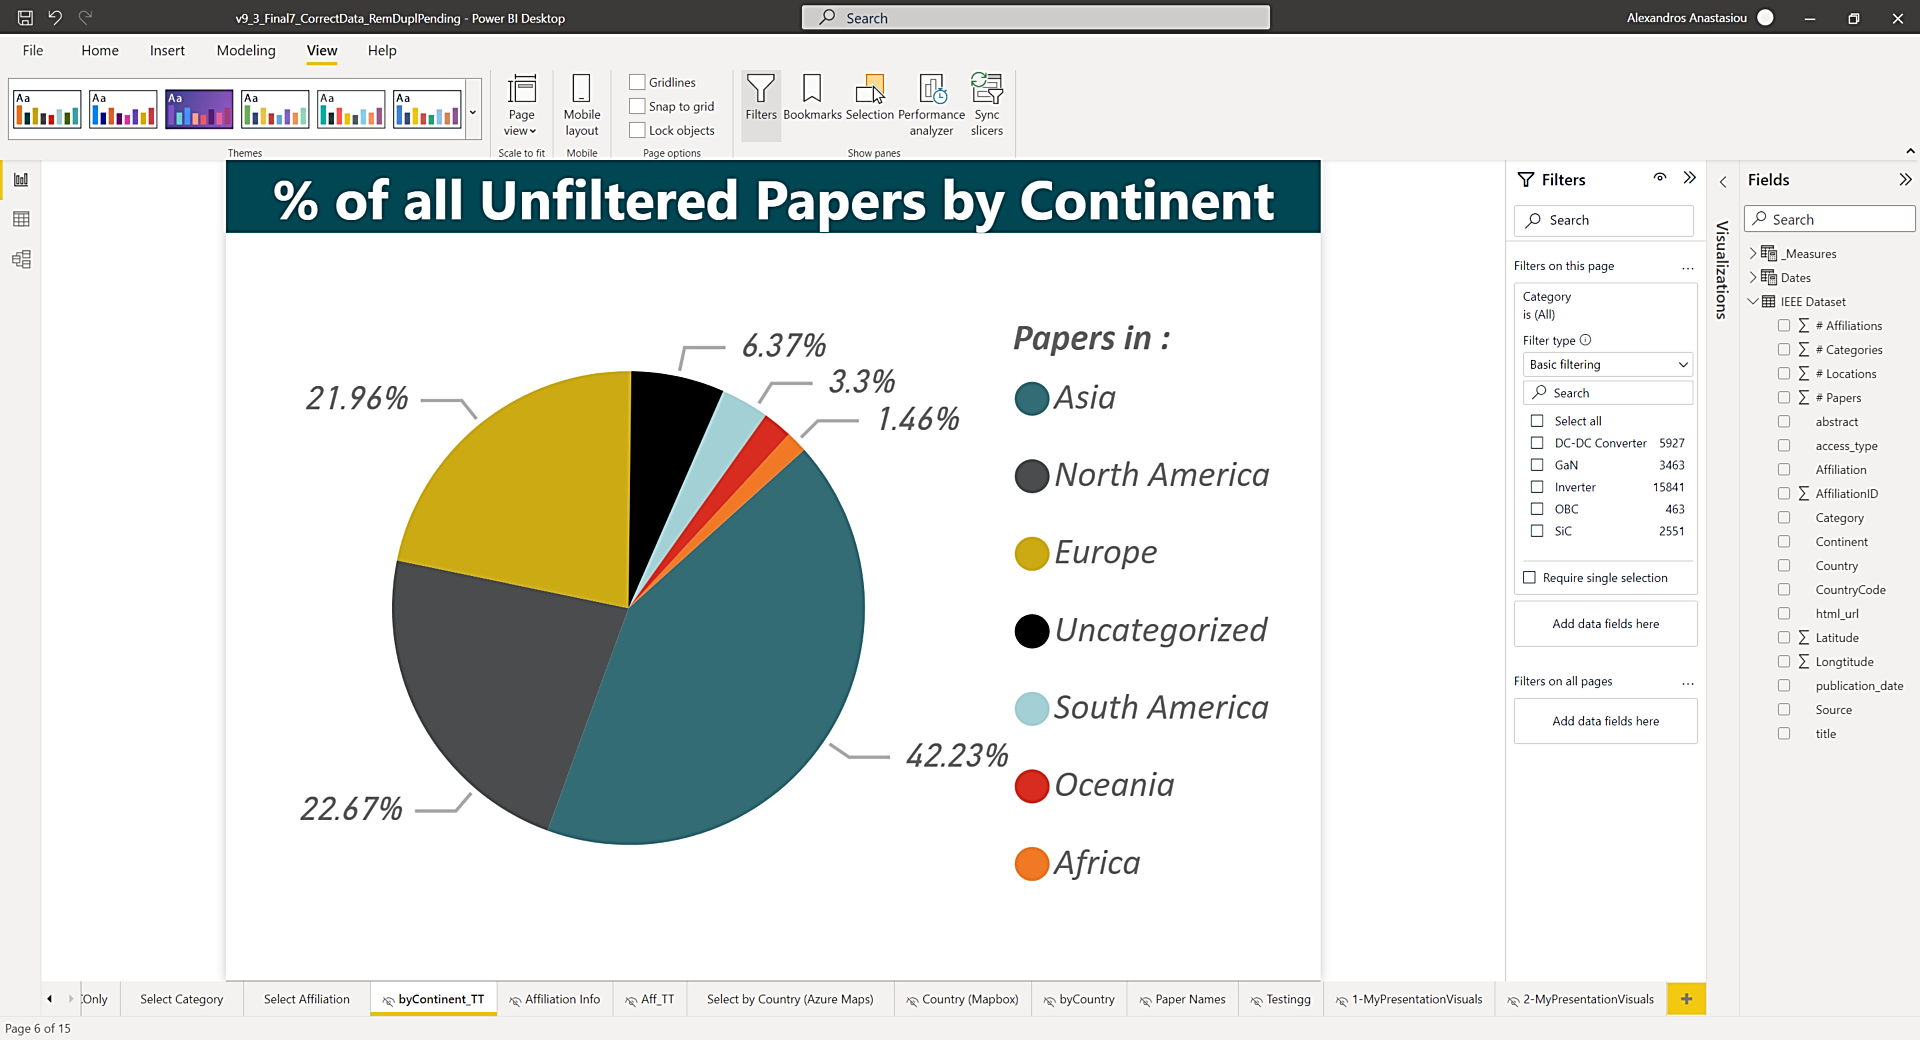 v9_3_Final7_CorrectData_RemDuplPending - Power BI Desktop
Search
Alexandros Anastasiou
File Home Insert Modeling View Help
Aa Aa Aa Aa Aa Aa
Themes
Page view
Scale to fit
Mobile layout
Mobile
Gridlines
Snap to grid
Lock objects
Page options
Filters
Bookmarks
Selection
Performance analyzer
Sync slicers
Show panes
% of all Unfiltered Papers by Continent
6.37%
3.3%
1.46%
21.96%
42.23%
22.67%
Papers in :
Asia
North America
Europe
Uncategorized
South America
Oceania
Africa
Filters
Search
Filters on this page ...
Category
is (All)
Filter type
Basic filtering
Search
Select all
DC-DC Converter 5927
GaN 3463
Inverter 15841
OBC 463
SiC 2551
Require single selection
Add data fields here
Filters on all pages ...
Add data fields here
Visualizations
Fields
Search
_Measures
Dates
IEEE Dataset
# Affiliations
# Categories
# Locations
# Papers
abstract
access_type
Affiliation
AffiliationID
Category
Continent
Country
CountryCode
html_url
Latitude
Longtitude
publication_date
Source
title
Only
Select Category
Select Affiliation
byContinent_TT
Affiliation Info
Aff_TT
Select by Country (Azure Maps)
Country (Mapbox)
byCountry
Paper Names
Testingg
1-MyPresentationVisuals
2-MyPresentationVisuals
+
Page 6 of 15